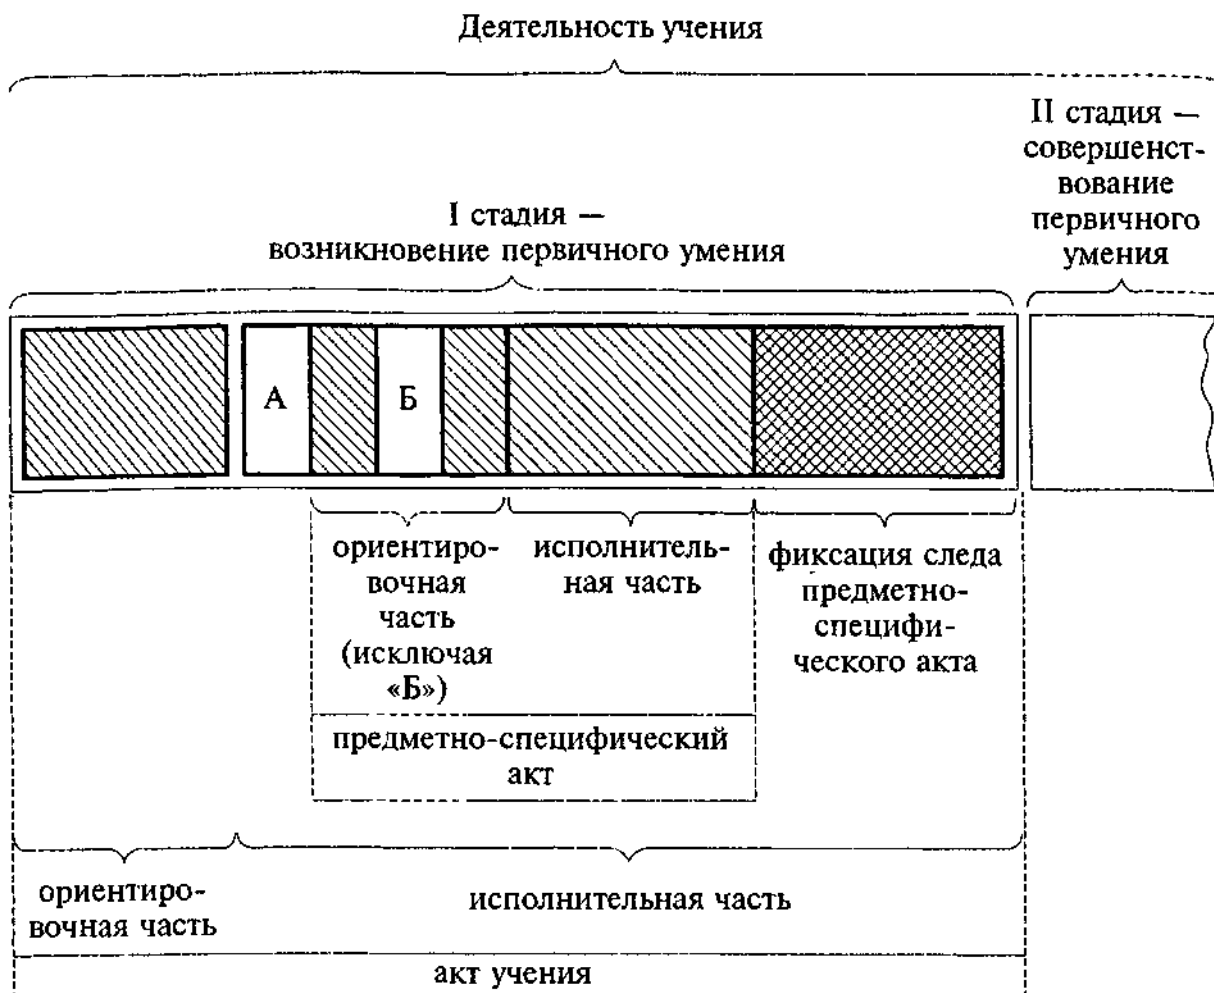 Деятельность учения
II стадия —
совершенст-
вование
первичного
умения
I стадия —
возникновение первичного умения
А
Б
ориентиро-
вочная
часть
(исключая
«Б»)
исполнитель-
ная часть
фиксация следа
предметно-
специфи-
ческого акта
предметно-специфический
акт
ориентиро-
вочная часть
исполнительная часть
акт учения